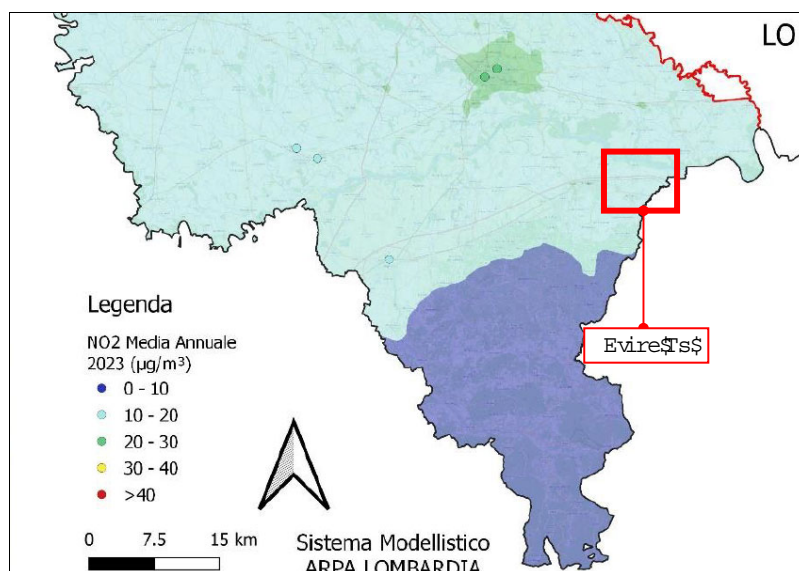 LO
Evire$Ts$
Legenda
NO2 Media Annuale
2023 (µg/m³)
0 - 10
10 - 20
20 - 30
30 - 40
>40
0 7.5 15 km
Sistema Modellistico
ARPA LOMBARDIA